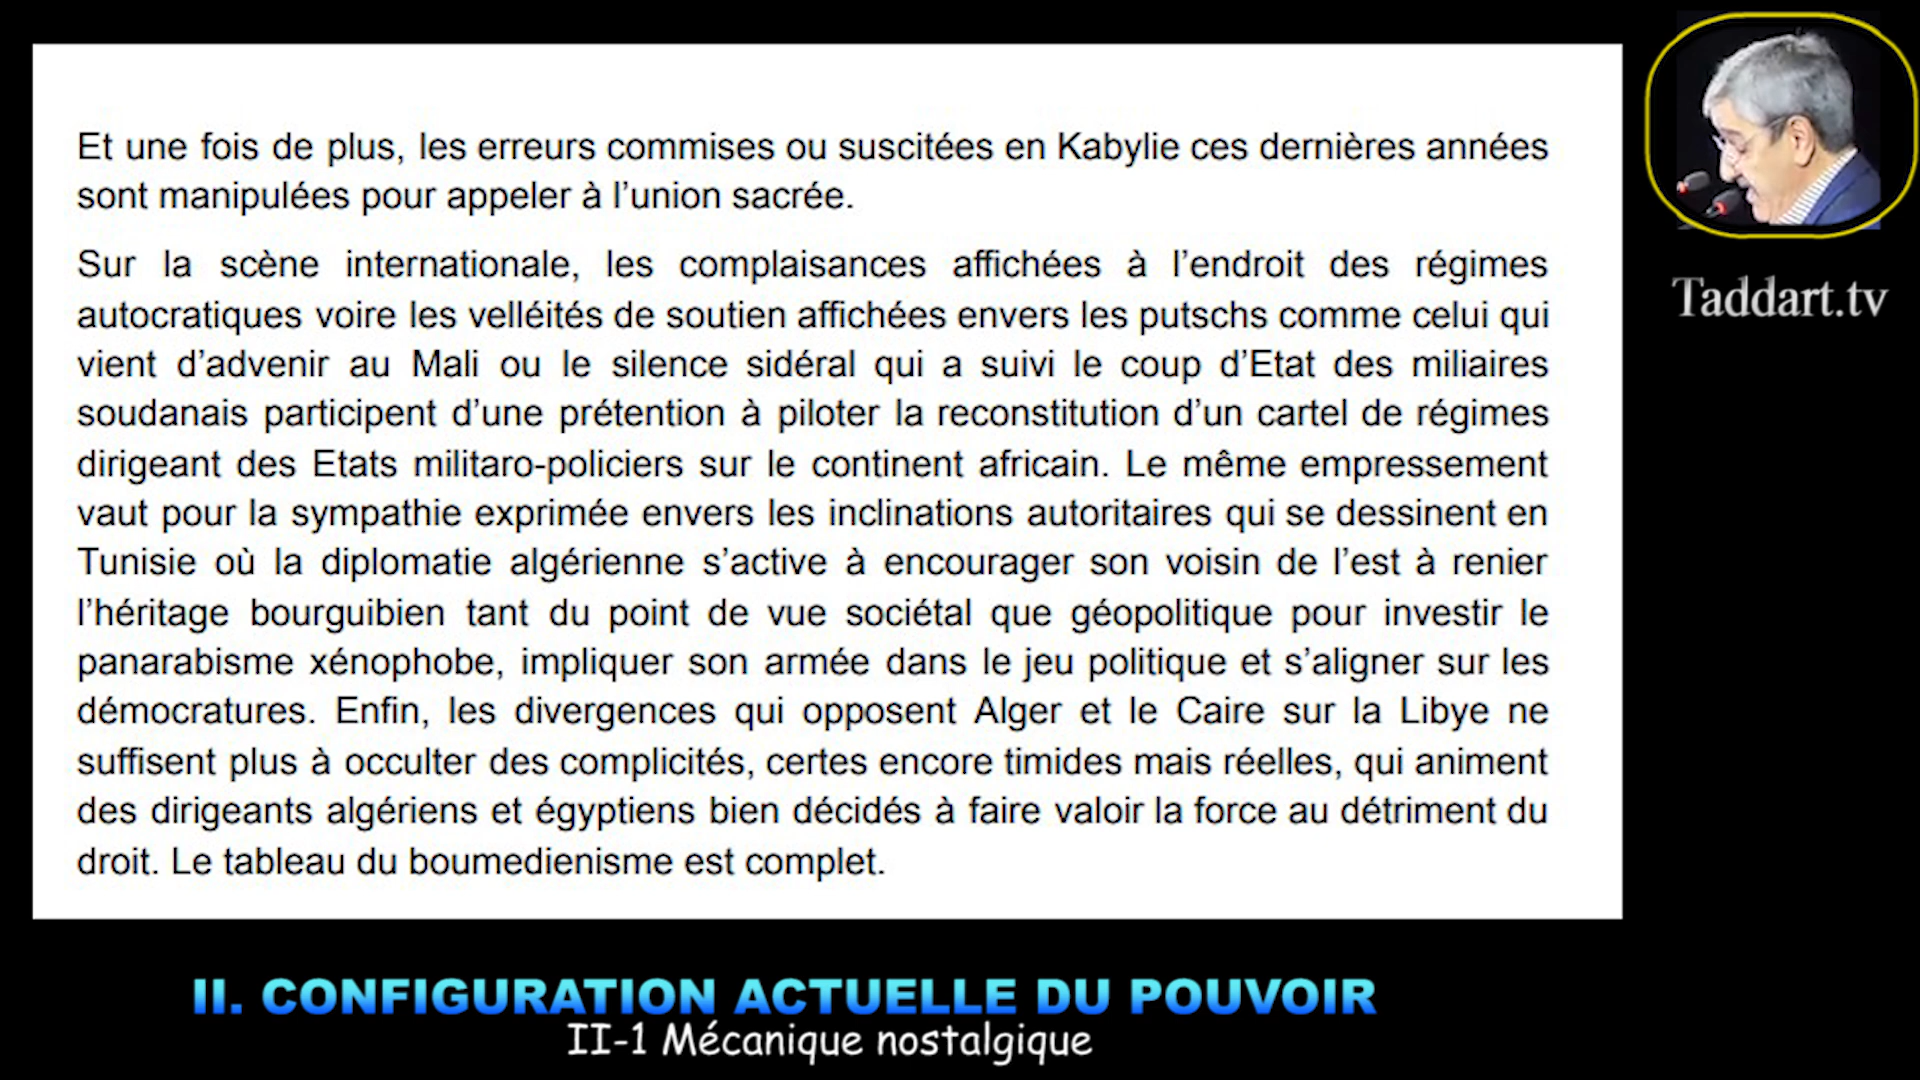 Et une fois de plus, les erreurs commises ou suscitées en Kabylie ces dernières années
sont manipulées pour appeler à l’union sacrée.
Sur la scène internationale, les complaisances affichées à l’endroit des régimes
autocratiques voire les velléités de soutien affichées envers les putschs comme celui qui
vient d’advenir au Mali ou le silence sidéral qui a suivi le coup d’Etat des miliaires
soudanais participent d’une prétention à piloter la reconstitution d’un cartel de régimes
dirigeant des Etats militaro-policiers sur le continent africain. Le même empressement
vaut pour la sympathie exprimée envers les inclinations autoritaires qui se dessinent en
Tunisie où la diplomatie algérienne s’active à encourager son voisin de l’est à renier
l’héritage bourguibien tant du point de vue sociétal que géopolitique pour investir le
panarabisme xénophobe, impliquer son armée dans le jeu politique et s’aligner sur les
démocratures. Enfin, les divergences qui opposent Alger et le Caire sur la Libye ne
suffisent plus à occulter des complicités, certes encore timides mais réelles, qui animent
des dirigeants algériens et égyptiens bien décidés à faire valoir la force au détriment du
droit. Le tableau du boumedienisme est complet.
Taddart.tv
II. CONFIGURATION ACTUELLE DU POUVOIR
II-1 Mécanique nostalgique